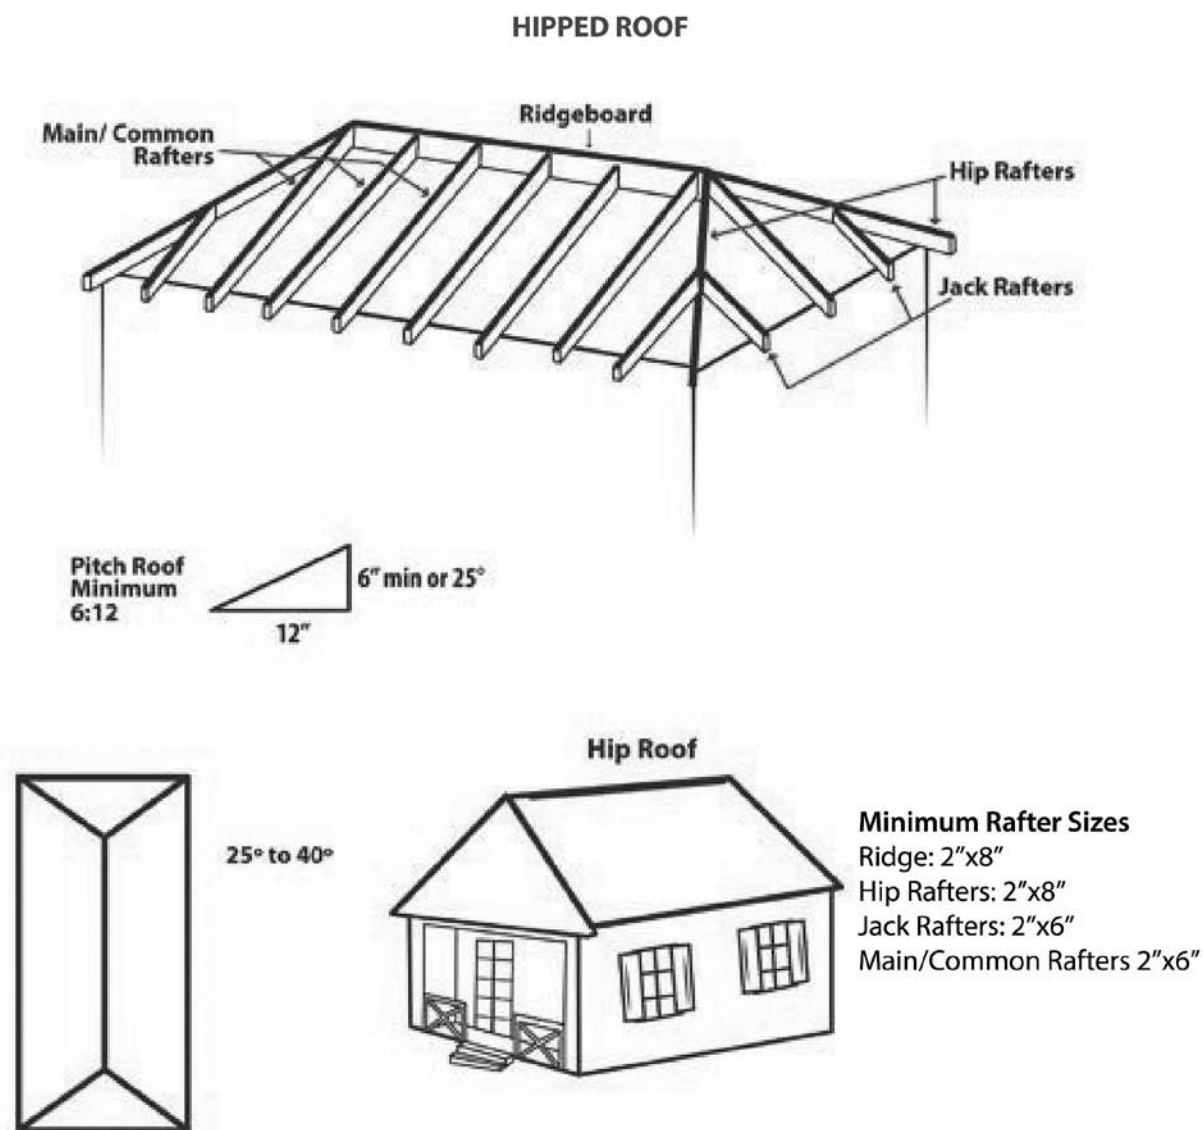 HIPPED ROOF
Ridgeboard
Main/ Common
Rafters
Hip Rafters
Jack Rafters
Pitch Roof
Minimum
6:12
6" min or 25°
12"
Hip Roof
25° to 40°
Minimum Rafter Sizes
Ridge: 2"x8"
Hip Rafters: 2"x8"
Jack Rafters: 2"x6"
Main/Common Rafters 2"x6"